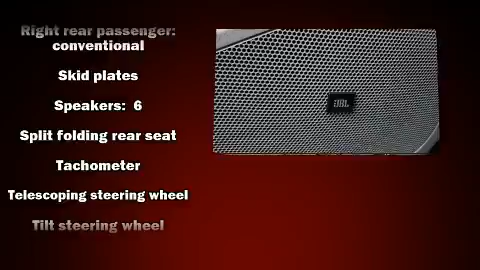 Right rear passenger:
conventional
Skid plates
Speakers: 6
Split folding rear seat
Tachometer
Telescoping steering wheel
Tilt steering wheel
JBL